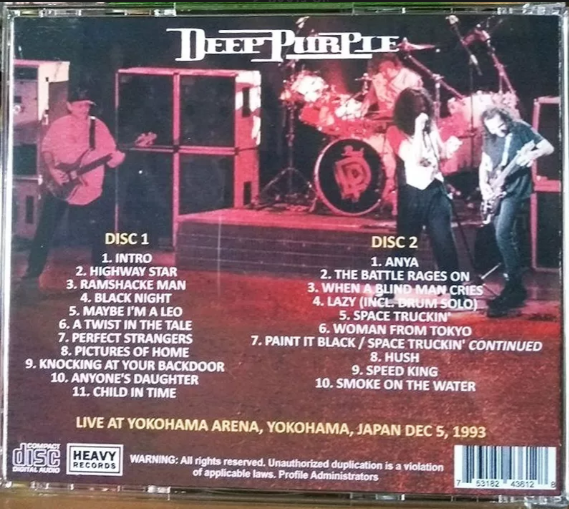 DEEP PURPLE
DP
DISC 1
1. INTRO
2. HIGHWAY STAR
3. RAMSHACKE MAN
4. BLACK NIGHT
5. MAYBE I'M A LEO
6. A TWIST IN THE TALE
7. PERFECT STRANGERS
8. PICTURES OF HOME
9. KNOCKING AT YOUR BACKDOOR
10. ANYONE'S DAUGHTER
11. CHILD IN TIME
DISC 2
1. ANYA
2. THE BATTLE RAGES ON
3. WHEN A BLIND MAN CRIES
4. LAZY (INCL. DRUM SOLO)
5. SPACE TRUCKIN'
6. WOMAN FROM TOKYO
7. PAINT IT BLACK / SPACE TRUCKIN' CONTINUED
8. HUSH
9. SPEED KING
10. SMOKE ON THE WATER
LIVE AT YOKOHAMA ARENA, YOKOHAMA, JAPAN DEC 5, 1993
COMPACT
disc
DIGITAL AUDIO
HEAVY
RECORDS
WARNING: All rights reserved. Unauthorized duplication is a violation
of applicable laws. Profile Administrators
7 53182 43612 8